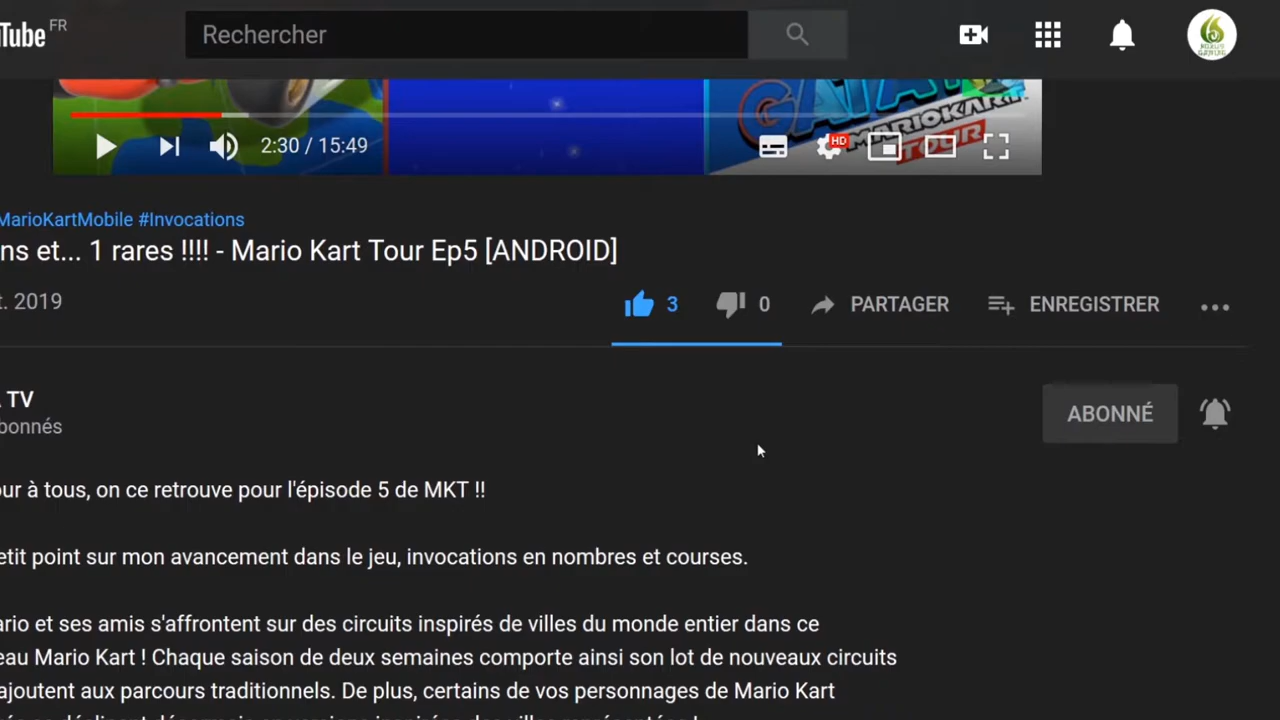 Tube FR
Rechercher
MARIOKART
TOUR
2:30 / 15:49
HD
MarioKartMobile #Invocations
ns et... 1 rares !!!! - Mario Kart Tour Ep5 [ANDROID]
t. 2019
3
0
PARTAGER
ENREGISTRER
TV
bonnés
ABONNÉ
ur à tous, on ce retrouve pour l'épisode 5 de MKT !!
etit point sur mon avancement dans le jeu, invocations en nombres et courses.
ario et ses amis s'affrontent sur des circuits inspirés de villes du monde entier dans ce
eau Mario Kart ! Chaque saison de deux semaines comporte ainsi son lot de nouveaux circuits
ajoutent aux parcours traditionnels. De plus, certains de vos personnages de Mario Kart